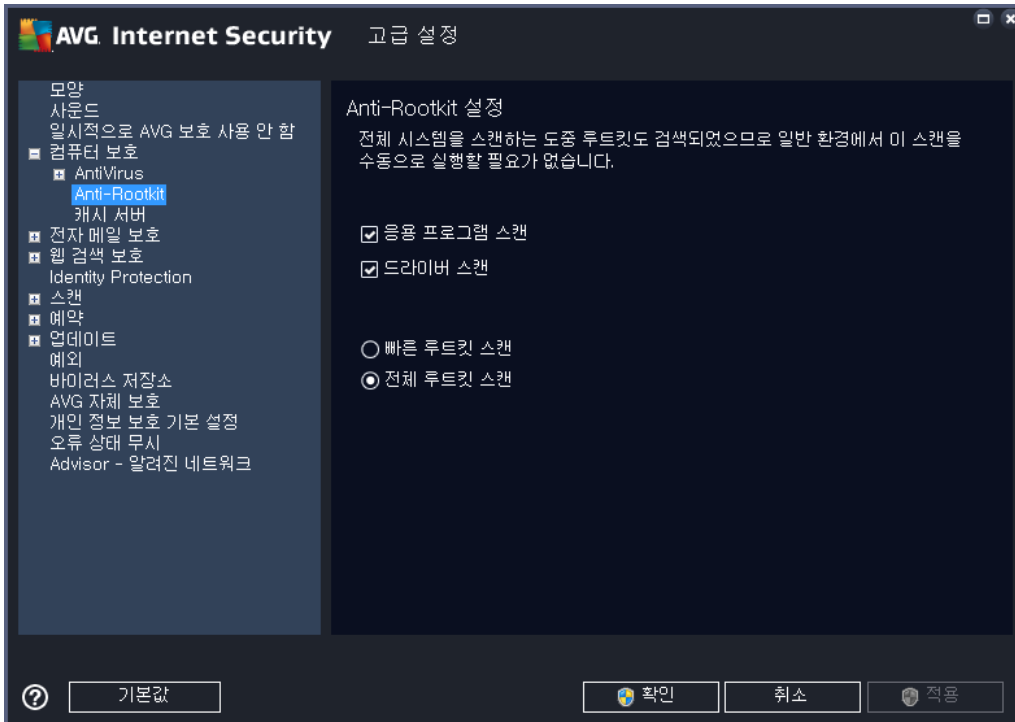 AVG Internet Security 고급 설정
모양
사운드
일시적으로 AVG 보호 사용 안 함
컴퓨터 보호
AntiVirus
Anti-Rootkit
캐시 서버
전자 메일 보호
웹 검색 보호
Identity Protection
스캔
예약
업데이트
예외
바이러스 저장소
AVG 자체 보호
개인 정보 보호 기본 설정
오류 상태 무시
Advisor - 알려진 네트워크
Anti-Rootkit 설정
전체 시스템을 스캔하는 도중 루트킷도 검색되었으므로 일반 환경에서 이 스캔을
수동으로 실행할 필요가 없습니다.
응용 프로그램 스캔
드라이버 스캔
빠른 루트킷 스캔
전체 루트킷 스캔
기본값
확인
취소
적용